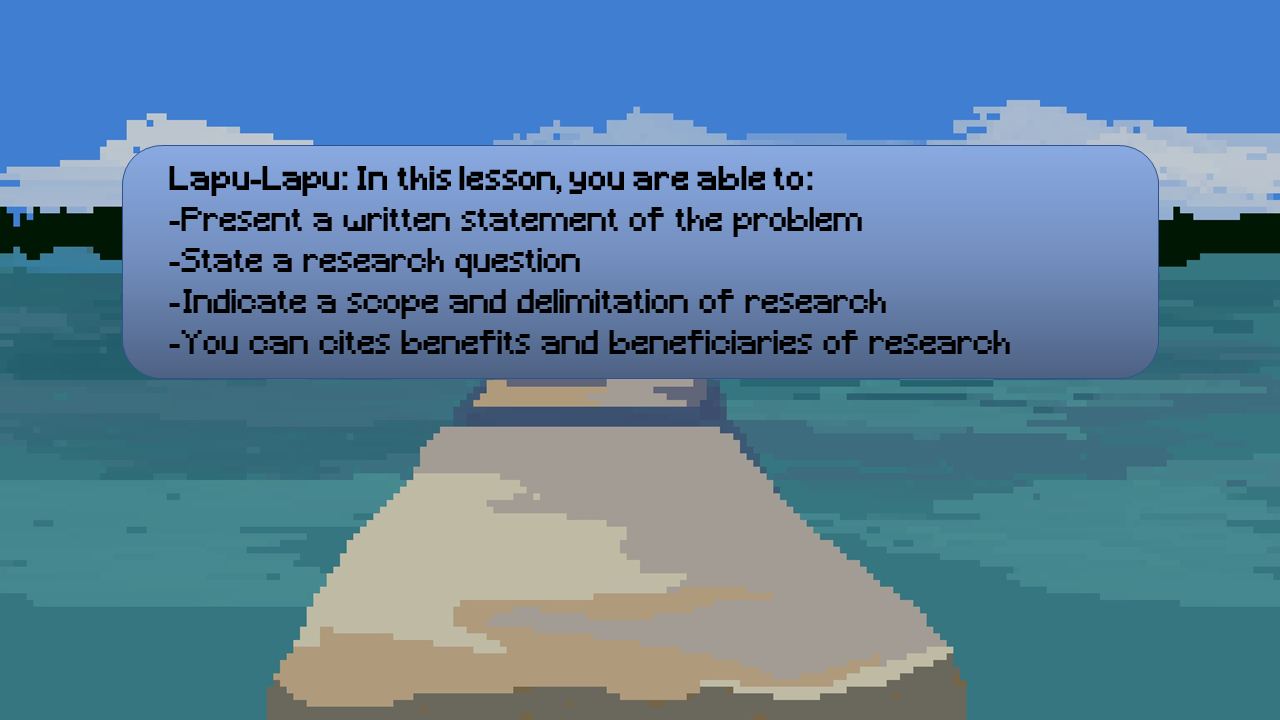 Lapu-Lapu: In this lesson, you are able to:
-Present a written statement of the problem
-State a research question
-Indicate a scope and delimitation of research
-You can cites benefits and beneficiaries of research